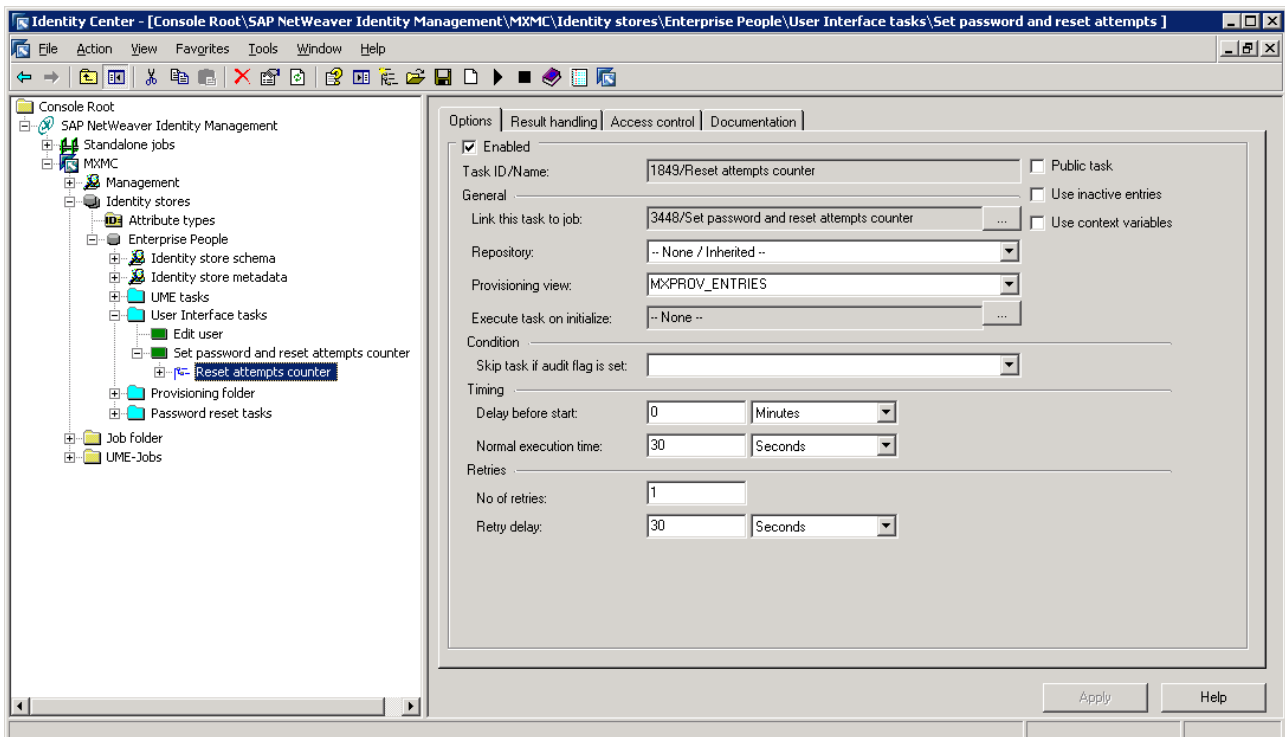 Identity Center - [Console Root\SAP NetWeaver Identity Management\MXMC\Identity stores\Enterprise People\User Interface tasks\Set password and reset attempts ]
File Action View Favorites Tools Window Help
Console Root
SAP NetWeaver Identity Management
Standalone jobs
MXMC
Management
Identity stores
Attribute types
Enterprise People
Identity store schema
Identity store metadata
UME tasks
User Interface tasks
Edit user
Set password and reset attempts counter
Reset attempts counter
Provisioning folder
Password reset tasks
Job folder
UME-Jobs
Options Result handling Access control Documentation
Enabled
Task ID/Name: 1849/Reset attempts counter Public task
General Use inactive entries
Link this task to job: 3448/Set password and reset attempts counter ... Use context variables
Repository: -- None / Inherited --
Provisioning view: MXPROV_ENTRIES
Execute task on initialize: -- None -- ...
Condition
Skip task if audit flag is set:
Timing
Delay before start: 0 Minutes
Normal execution time: 30 Seconds
Retries
No of retries: 1
Retry delay: 30 Seconds
Apply Help